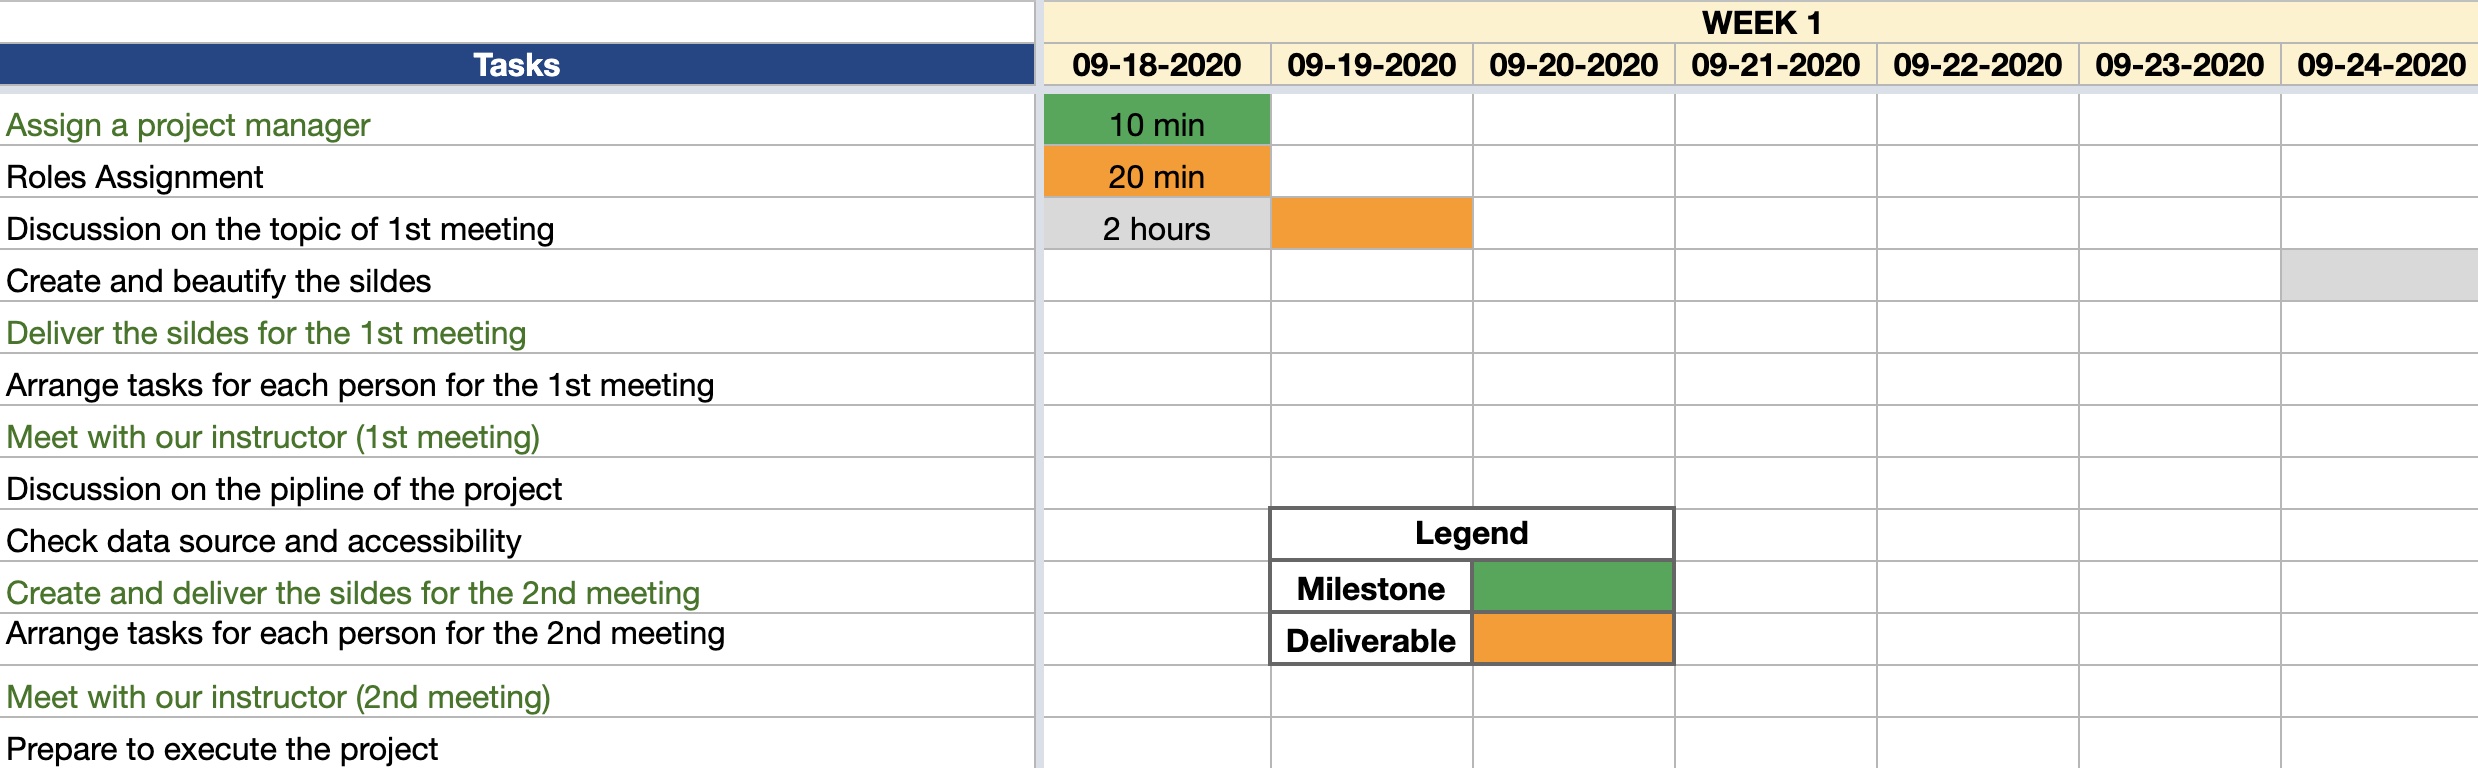 WEEK 1
Tasks 09-18-2020 09-19-2020 09-20-2020 09-21-2020 09-22-2020 09-23-2020 09-24-2020
Assign a project manager 10 min
Roles Assignment 20 min
Discussion on the topic of 1st meeting 2 hours
Create and beautify the sildes
Deliver the sildes for the 1st meeting
Arrange tasks for each person for the 1st meeting
Meet with our instructor (1st meeting)
Discussion on the pipline of the project
Legend
Check data source and accessibility
Create and deliver the sildes for the 2nd meeting Milestone
Arrange tasks for each person for the 2nd meeting Deliverable
Meet with our instructor (2nd meeting)
Prepare to execute the project